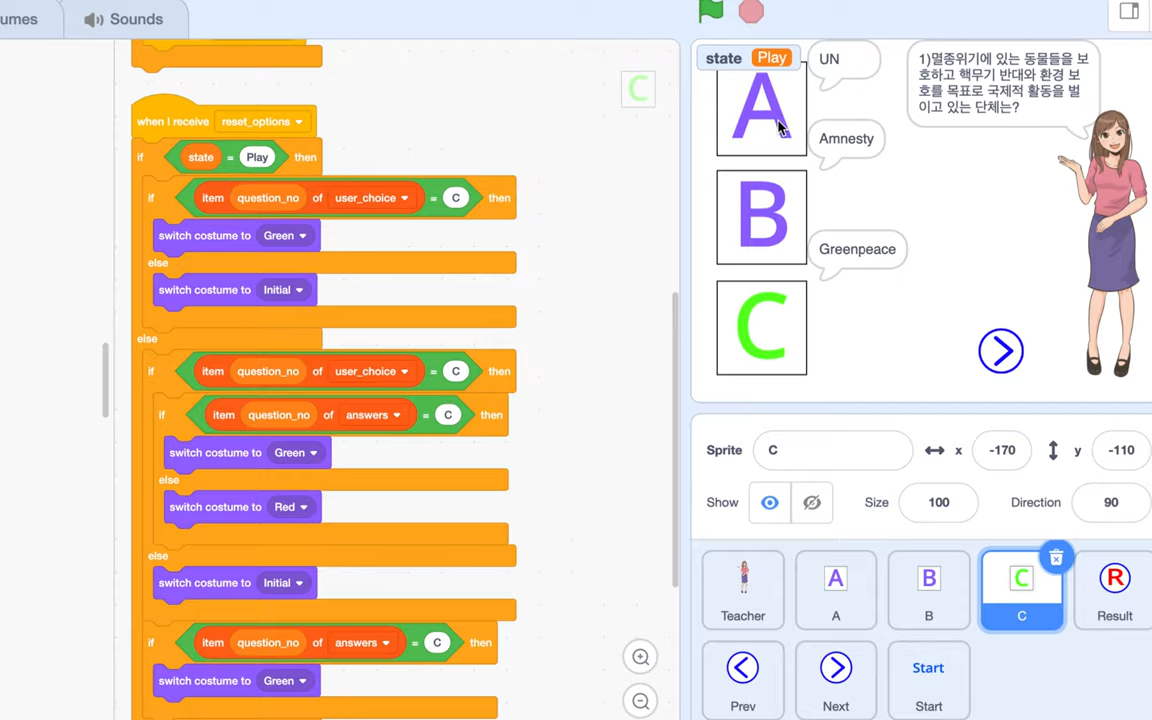 umes
Sounds
when I receive reset_options
if state = Play then
if item question_no of user_choice = C then
switch costume to Green
else
switch costume to Initial
else
if item question_no of user_choice = C then
if item question_no of answers = C then
switch costume to Green
else
switch costume to Red
else
switch costume to Initial
if item question_no of answers = C then
switch costume to Green
C
state Play
UN
A
Amnesty
B
Greenpeace
C
1)멸종위기에 있는 동물들을 보
호하고 핵무기 반대와 환경 보
호를 목표로 국제적 활동을 벌
이고 있는 단체는?
Sprite C x -170 y -110
Show Size 100 Direction 90
A B C R
Teacher A B C Result
Start
Prev Next Start